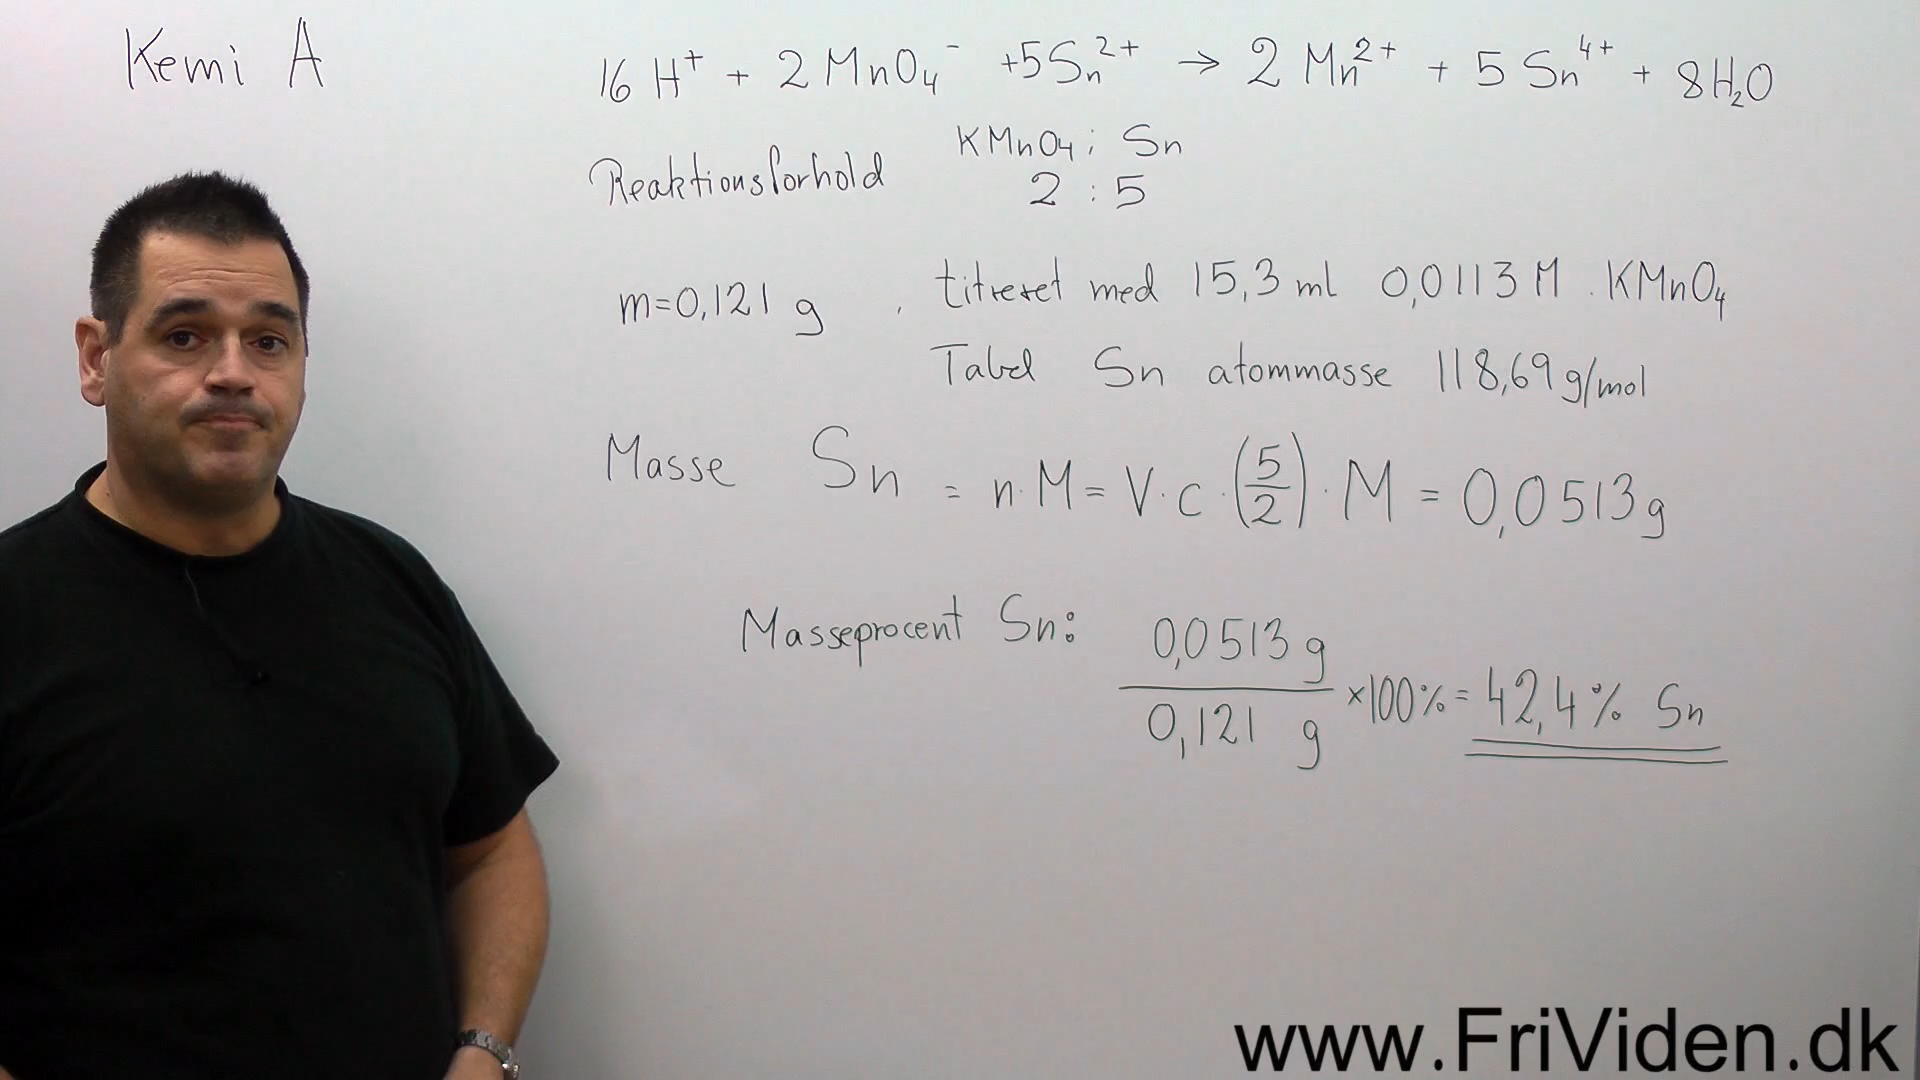 Kemi A
16 H⁺ + 2 MnO₄⁻ +5Sn²⁺ → 2 Mn²⁺ + 5 Sn⁴⁺ + 8H₂O
Reaktionsforhold KMnO₄ : Sn
2 : 5
m=0,121 g , titreret med 15,3 ml 0,0113 M . KMnO₄
Tabel Sn atommasse 118,69 g/mol
Masse Sn = n·M = V·c·(5/2)·M = 0,0513g
Masseprocent Sn: 0,0513 g / 0,121 g ×100% = 42,4% Sn
www.FriViden.dk